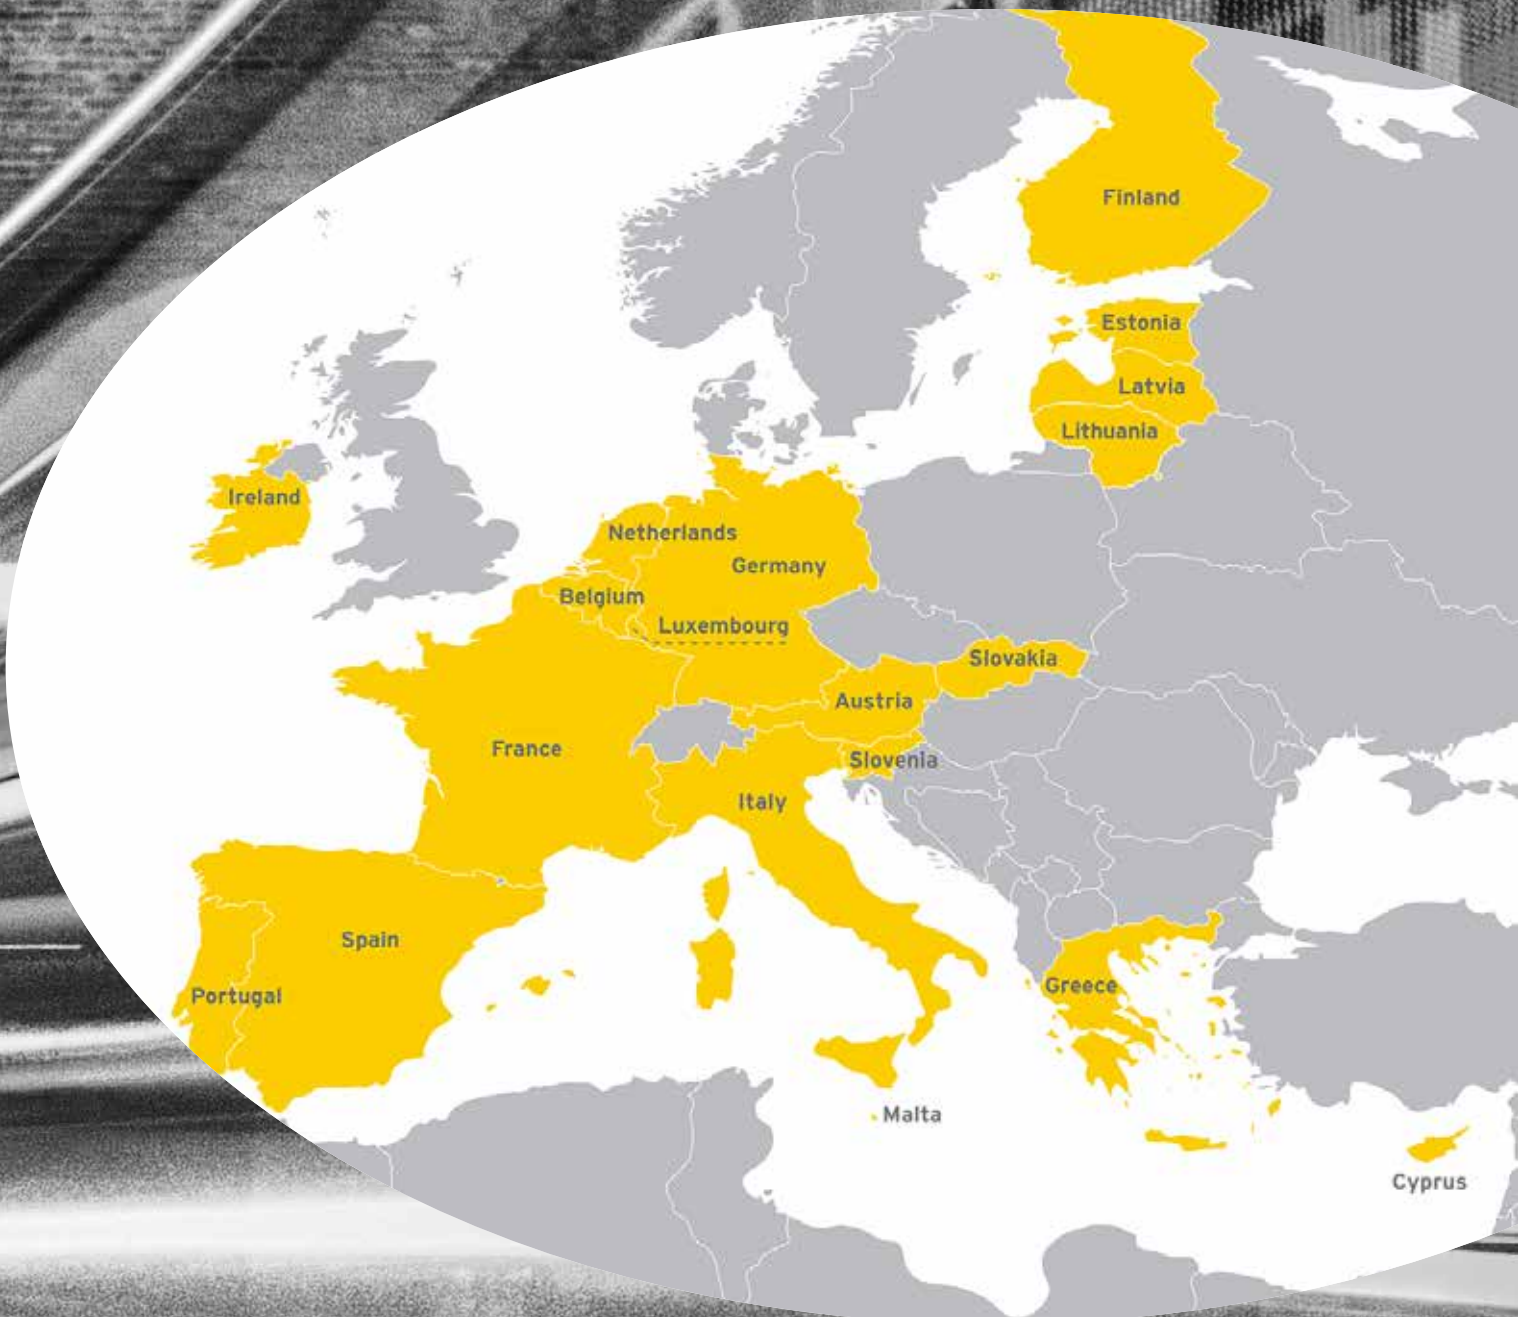 Finland
Estonia
Latvia
Lithuania
Ireland
Netherlands
Germany
Belgium
Luxembourg
Slovakia
Austria
France
Slovenia
Italy
Spain
Greece
Portugal
Malta
Cyprus